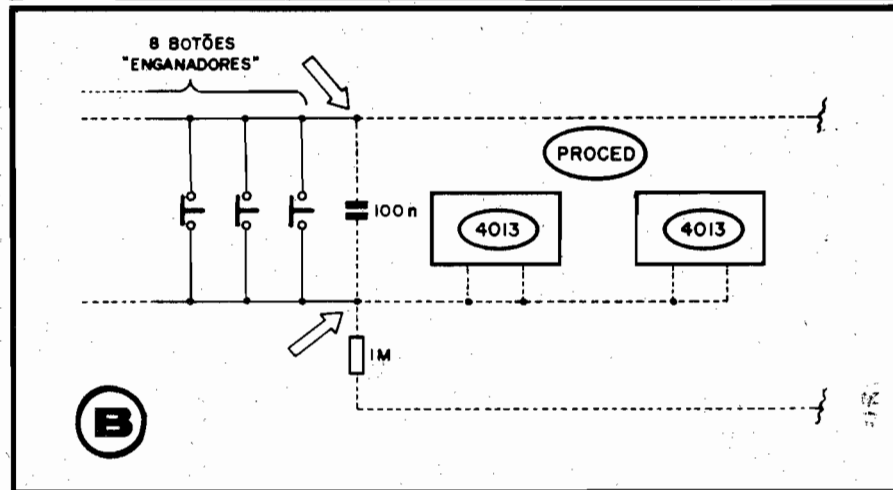 8 BOTÕES
"ENGANADORES"
PROCED
100n
4013
4013
1M
B